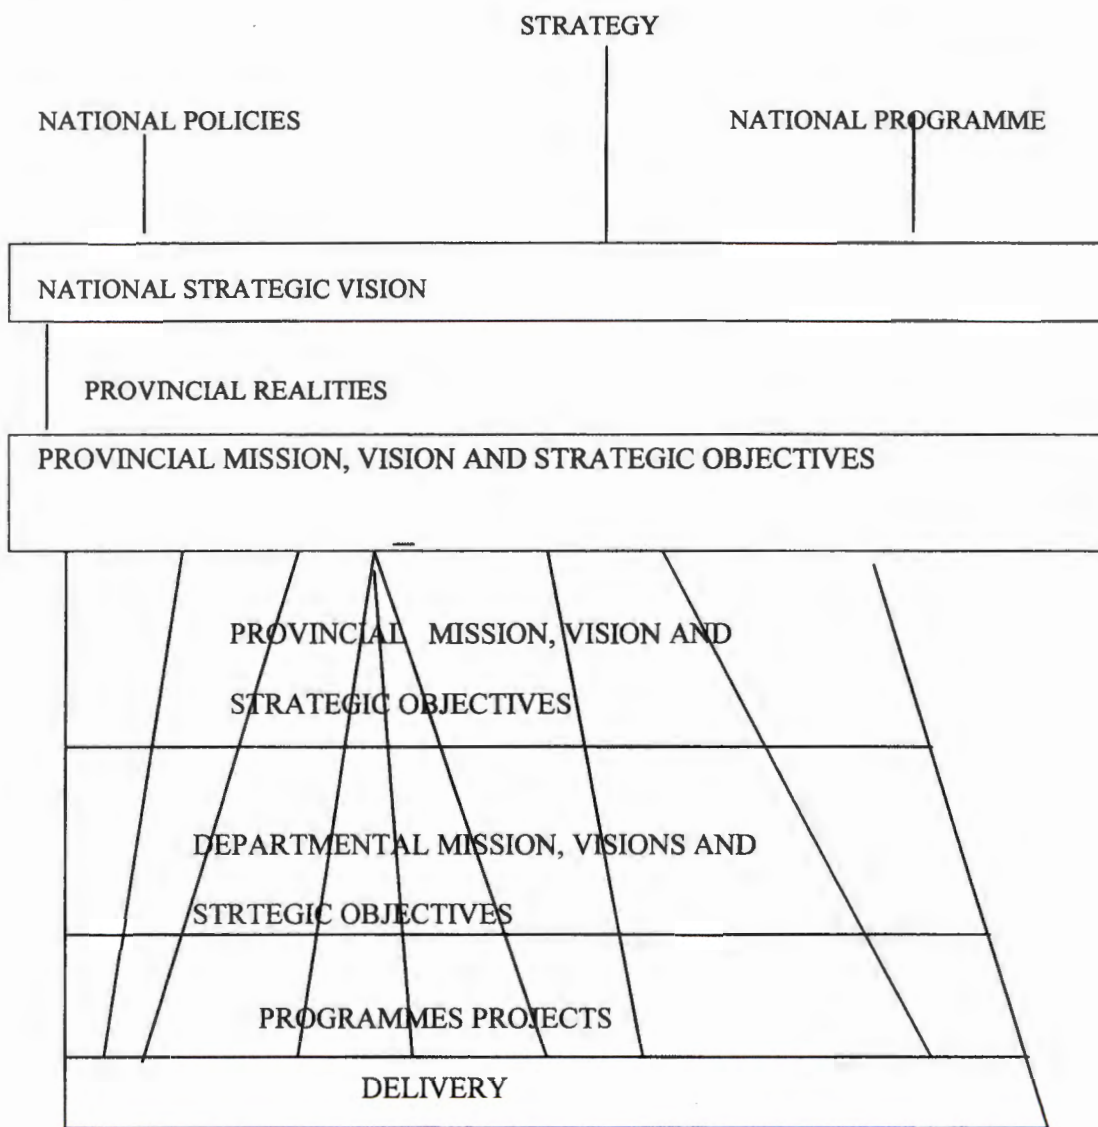 STRATEGY
NATIONAL POLICIES
NATIONAL PROGRAMME
NATIONAL STRATEGIC VISION
PROVINCIAL REALITIES
PROVINCIAL MISSION, VISION AND STRATEGIC OBJECTIVES
PROVINCIAL MISSION, VISION AND
STRATEGIC OBJECTIVES
DEPARTMENTAL MISSION, VISIONS AND
STRTEGIC OBJECTIVES
PROGRAMMES PROJECTS
DELIVERY